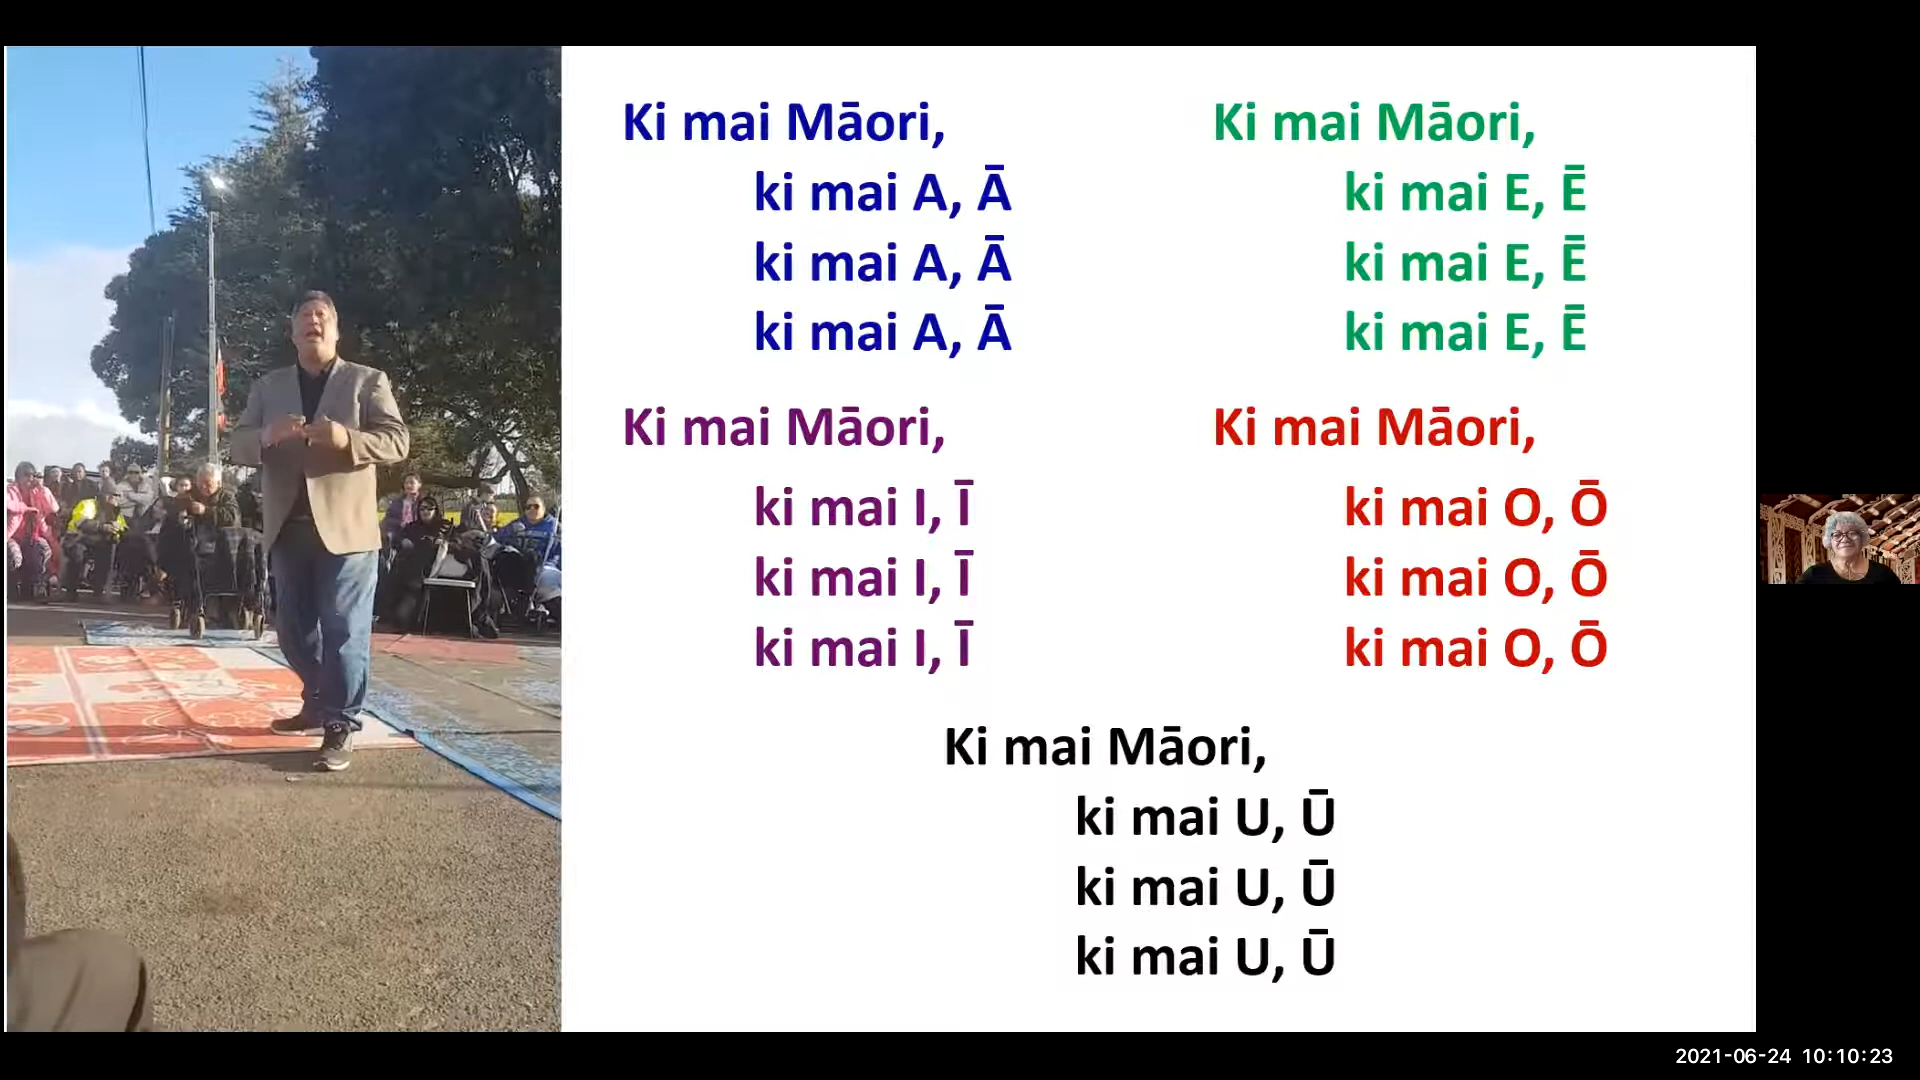 Ki mai Māori,
ki mai A, Ā
ki mai A, Ā
ki mai A, Ā
Ki mai Māori,
ki mai E, Ē
ki mai E, Ē
ki mai E, Ē
Ki mai Māori,
ki mai I, Ī
ki mai I, Ī
ki mai I, Ī
Ki mai Māori,
ki mai O, Ō
ki mai O, Ō
ki mai O, Ō
Ki mai Māori,
ki mai U, Ū
ki mai U, Ū
ki mai U, Ū
2021-06-24 10:10:23